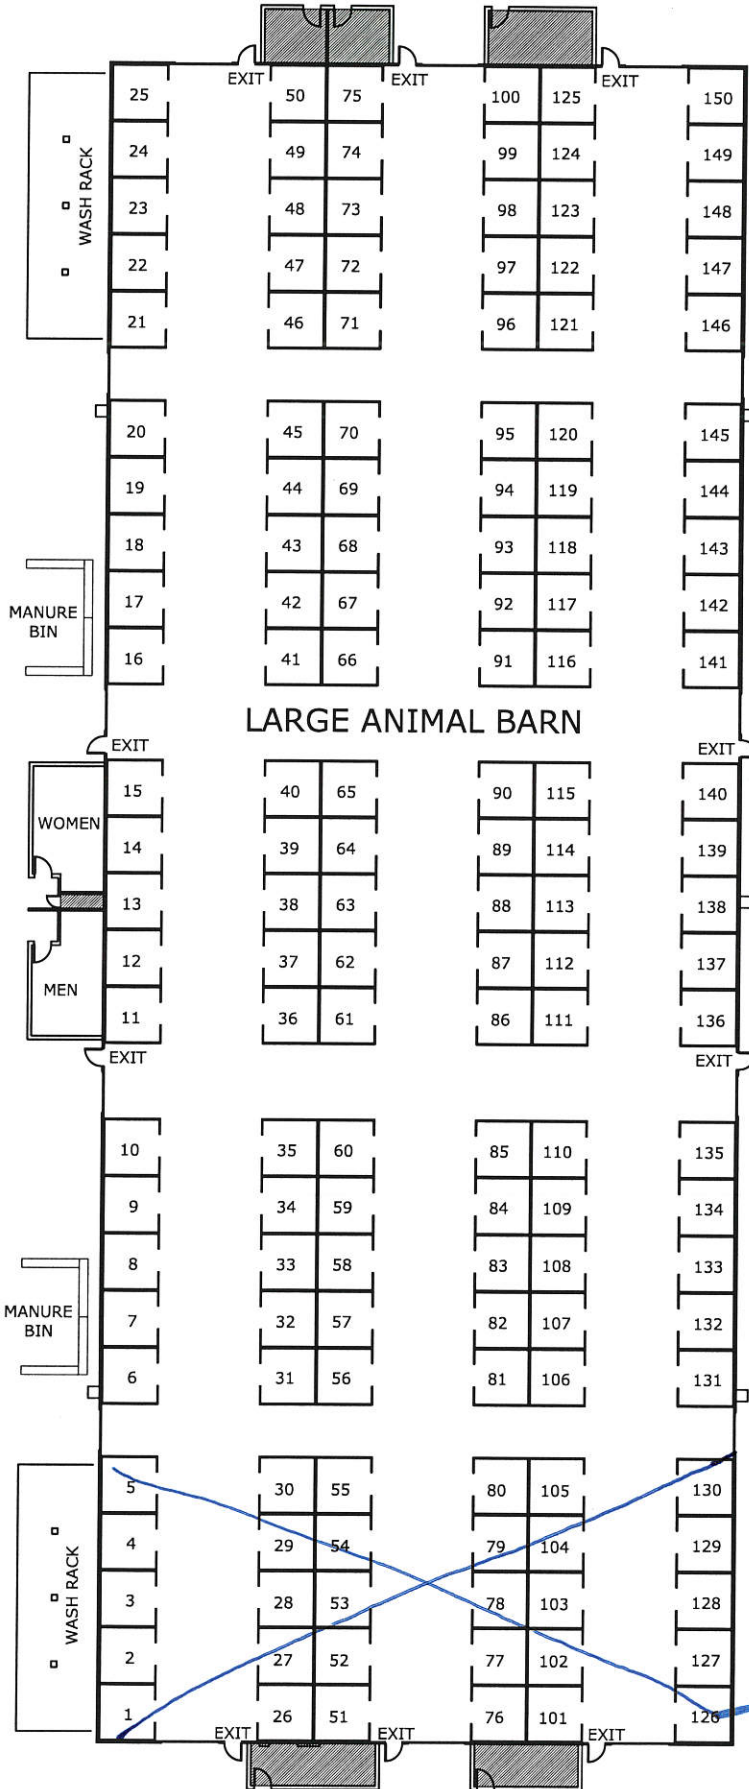 EXIT EXIT EXIT
25 50 75 100 125 150
24 49 74 99 124 149
WASH RACK
23 48 73 98 123 148
22 47 72 97 122 147
21 46 71 96 121 146
20 45 70 95 120 145
19 44 69 94 119 144
18 43 68 93 118 143
MANURE
BIN
17 42 67 92 117 142
16 41 66 91 116 141
LARGE ANIMAL BARN
EXIT EXIT
15 40 65 90 115 140
WOMEN
14 39 64 89 114 139
13 38 63 88 113 138
12 37 62 87 112 137
MEN
11 36 61 86 111 136
EXIT EXIT
10 35 60 85 110 135
9 34 59 84 109 134
8 33 58 83 108 133
MANURE
BIN
7 32 57 82 107 132
6 31 56 81 106 131
5 30 55 80 105 130
4 29 54 79 104 129
WASH RACK
3 28 53 78 103 128
2 27 52 77 102 127
1 26 51 76 101 126
EXIT EXIT EXIT